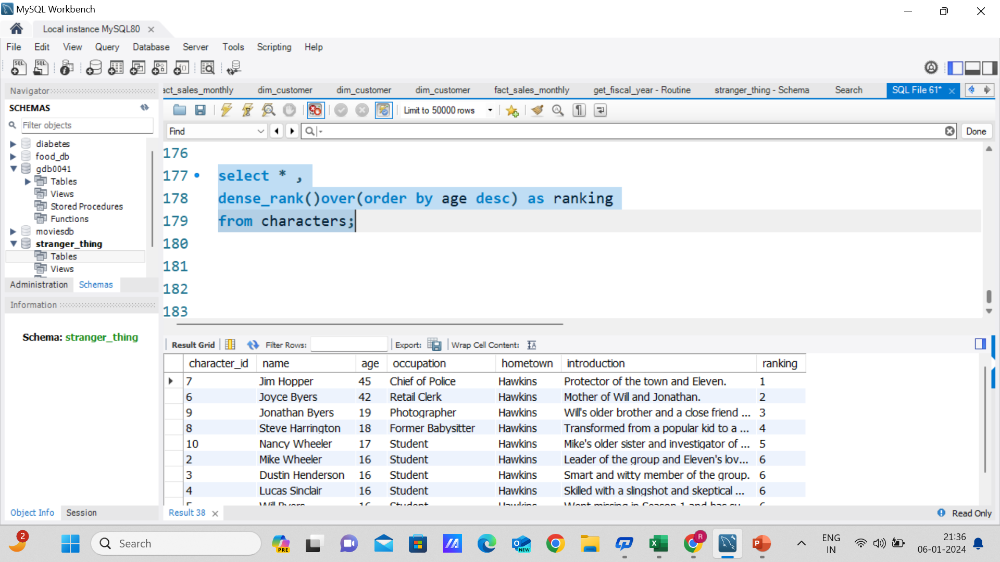 MySQL Workbench
Local instance MySQL80
File Edit View Query Database Server Tools Scripting Help
Navigator
act_sales_monthly dim_customer dim_customer dim_customer fact_sales_monthly get_fiscal_year - Routine stranger_thing - Schema Search SQL File 61*
SCHEMAS
Limit to 50000 rows
Filter objects
Find
Done
diabetes
food_db
gdb0041
Tables
Views
Stored Procedures
Functions
moviesdb
stranger_thing
Tables
Views
Administration Schemas
Information
Schema: stranger_thing
Object Info Session
176
177 select * ,
178 dense_rank()over(order by age desc) as ranking
179 from characters;
180
181
182
183
Result Grid Filter Rows: Export: Wrap Cell Content:
character_id name age occupation hometown introduction ranking
7 Jim Hopper 45 Chief of Police Hawkins Protector of the town and Eleven. 1
6 Joyce Byers 42 Retail Clerk Hawkins Mother of Will and Jonathan. 2
9 Jonathan Byers 19 Photographer Hawkins Will's older brother and a close friend ... 3
8 Steve Harrington 18 Former Babysitter Hawkins Transformed from a popular kid to a ... 4
10 Nancy Wheeler 17 Student Hawkins Mike's older sister and investigator of ... 5
2 Mike Wheeler 16 Student Hawkins Leader of the group and Eleven's lov... 6
3 Dustin Henderson 16 Student Hawkins Smart and witty member of the group. 6
4 Lucas Sinclair 16 Student Hawkins Skilled with a slingshot and skeptical ... 6
Result 38
Read Only
2
Search
PRE
NEW
R
ENG
IN
21:36
06-01-2024